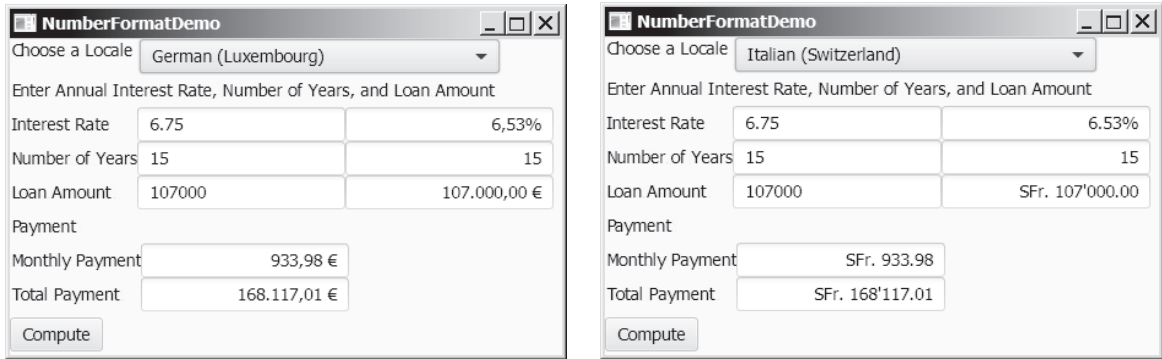 NumberFormatDemo
Choose a Locale German (Luxembourg)
Enter Annual Interest Rate, Number of Years, and Loan Amount
Interest Rate 6.75 6,53%
Number of Years 15 15
Loan Amount 107000 107.000,00 €
Payment
Monthly Payment 933,98 €
Total Payment 168.117,01 €
Compute
NumberFormatDemo
Choose a Locale Italian (Switzerland)
Enter Annual Interest Rate, Number of Years, and Loan Amount
Interest Rate 6.75 6.53%
Number of Years 15 15
Loan Amount 107000 SFr. 107'000.00
Payment
Monthly Payment SFr. 933.98
Total Payment SFr. 168'117.01
Compute